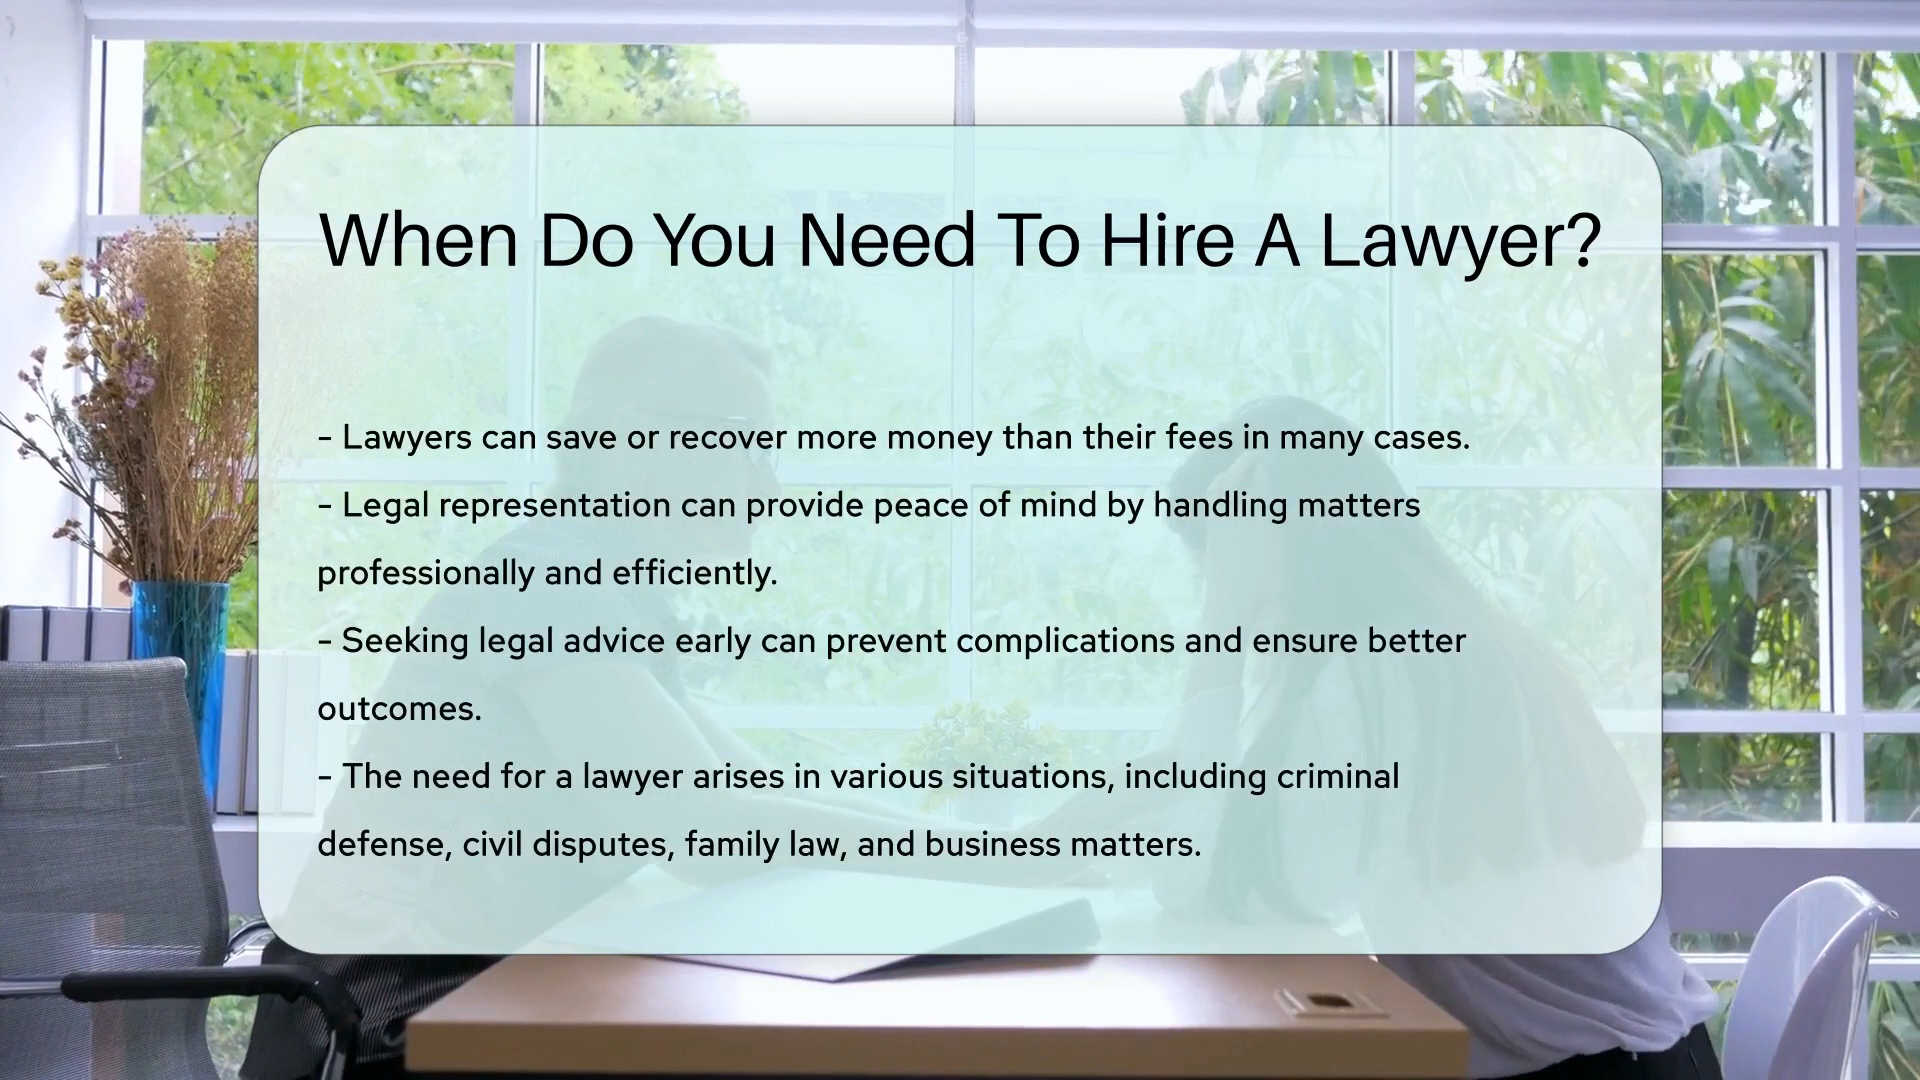 When Do You Need To Hire A Lawyer?
- Lawyers can save or recover more money than their fees in many cases.
- Legal representation can provide peace of mind by handling matters
professionally and efficiently.
- Seeking legal advice early can prevent complications and ensure better
outcomes.
- The need for a lawyer arises in various situations, including criminal
defense, civil disputes, family law, and business matters.